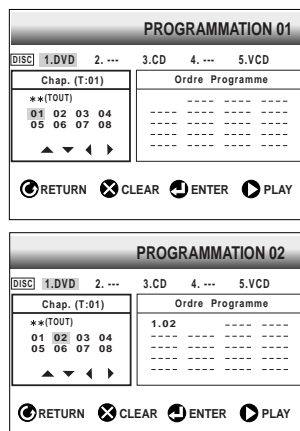 PROGRAMMATION 01
DISC 1.DVD 2. --- 3.CD 4. --- 5.VCD
Chap. (T:01) Ordre Programme
**(TOUT) ---- ---- ----
01 02 03 04 ---- ---- ---- ----
05 06 07 08 ---- ---- ---- ----
---- ---- ---- ----
---- ---- ---- ----
RETURN CLEAR ENTER PLAY
PROGRAMMATION 02
DISC 1.DVD 2. --- 3.CD 4. --- 5.VCD
Chap. (T:01) Ordre Programme
**(TOUT) 1.02 ---- ----
01 02 03 04 ---- ---- ---- ----
05 06 07 08 ---- ---- ---- ----
---- ---- ---- ----
---- ---- ---- ----
RETURN CLEAR ENTER PLAY